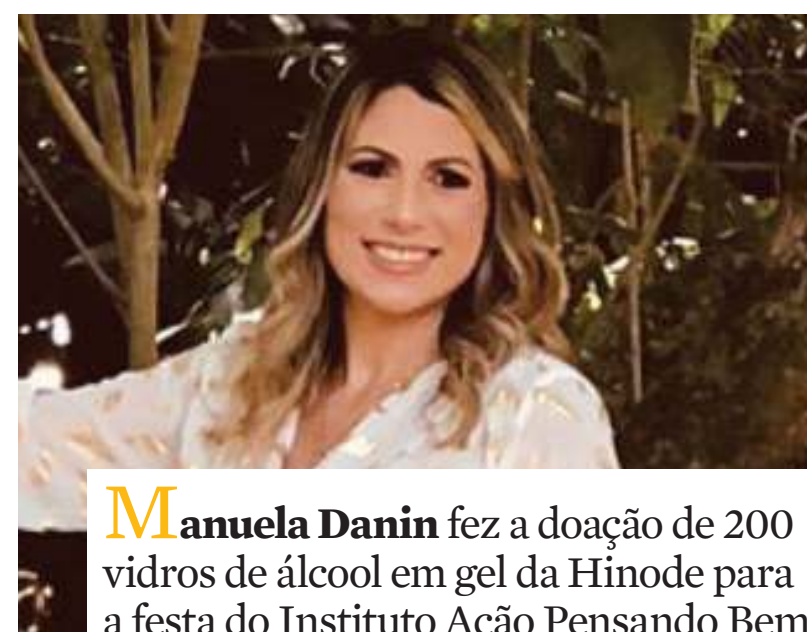 Manuela Danin fez a doação de 200
vidros de álcool em gel da Hinode para
a festa do Instituto Ação Pensando Bem